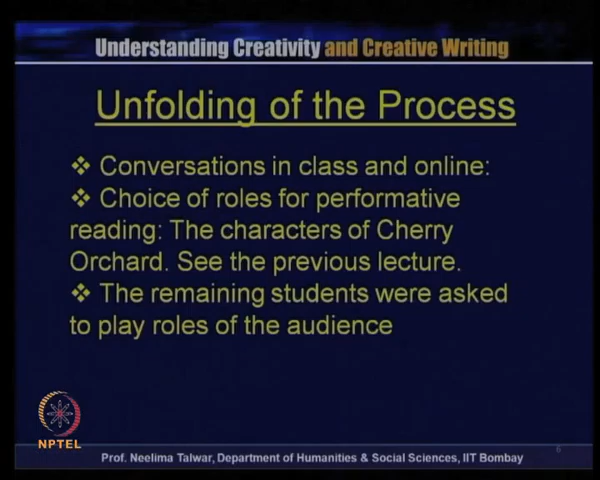 Understanding Creativity and Creative Writing
Unfolding of the Process
❖ Conversations in class and online:
❖ Choice of roles for performative
reading: The characters of Cherry
Orchard. See the previous lecture.
❖ The remaining students were asked
to play roles of the audience
NPTEL
6
Prof. Neelima Talwar, Department of Humanities & Social Sciences, IIT Bombay